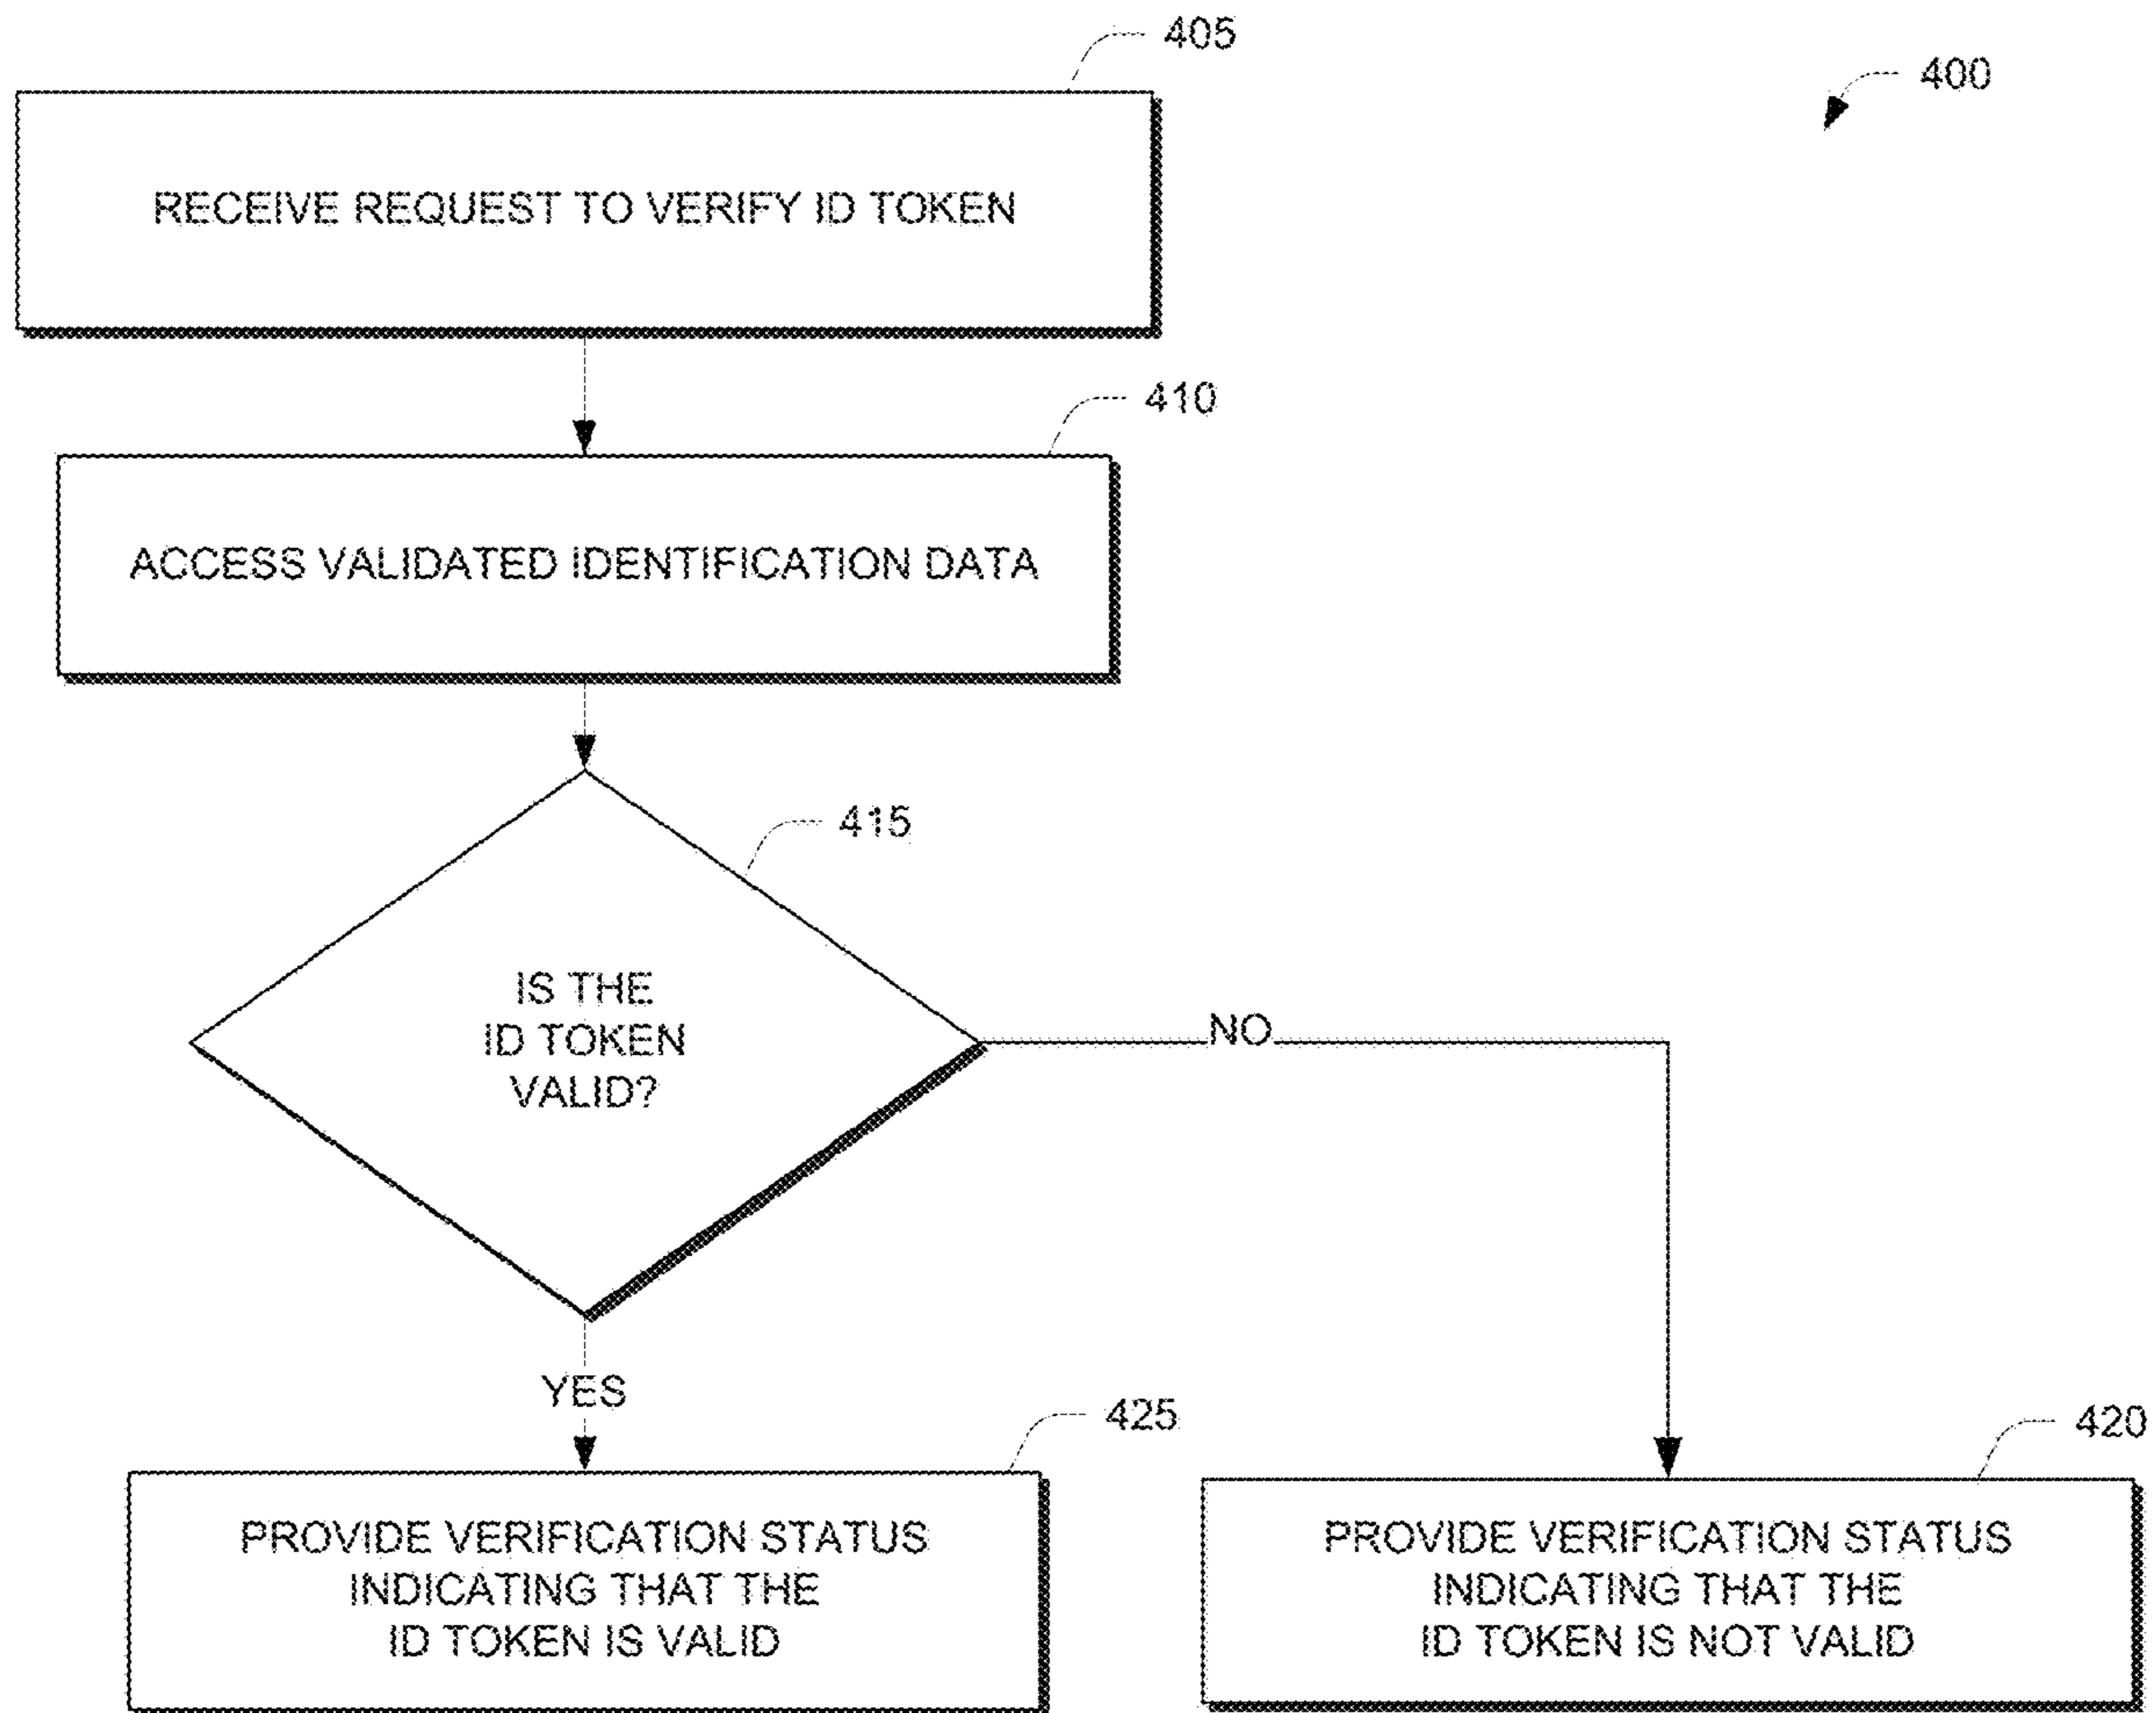 405
400
RECEIVE REQUEST TO VERIFY ID TOKEN
410
ACCESS VALIDATED IDENTIFICATION DATA
415
IS THE
ID TOKEN
VALID?
NO
YES
425
PROVIDE VERIFICATION STATUS
INDICATING THAT THE
ID TOKEN IS VALID
420
PROVIDE VERIFICATION STATUS
INDICATING THAT THE
ID TOKEN IS NOT VALID